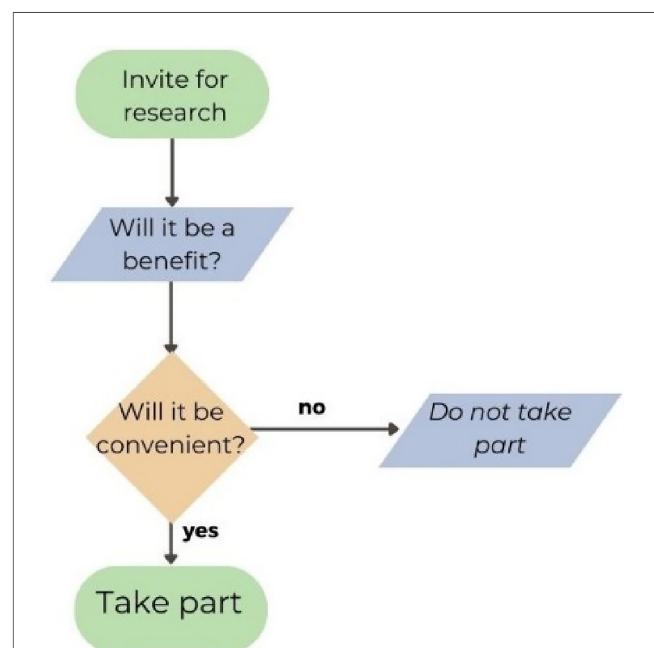 Invite for
research
Will it be a
benefit?
Will it be
convenient?
no
Do not take
part
yes
Take part